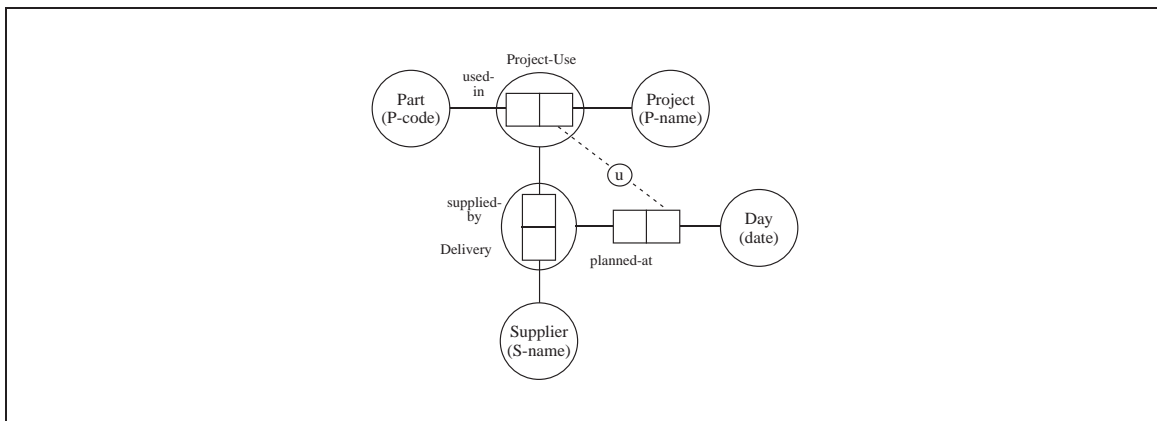 Project-Use
used-
in
Part
(P-code)
Project
(P-name)
u
supplied-
by
Delivery
planned-at
Day
(date)
Supplier
(S-name)